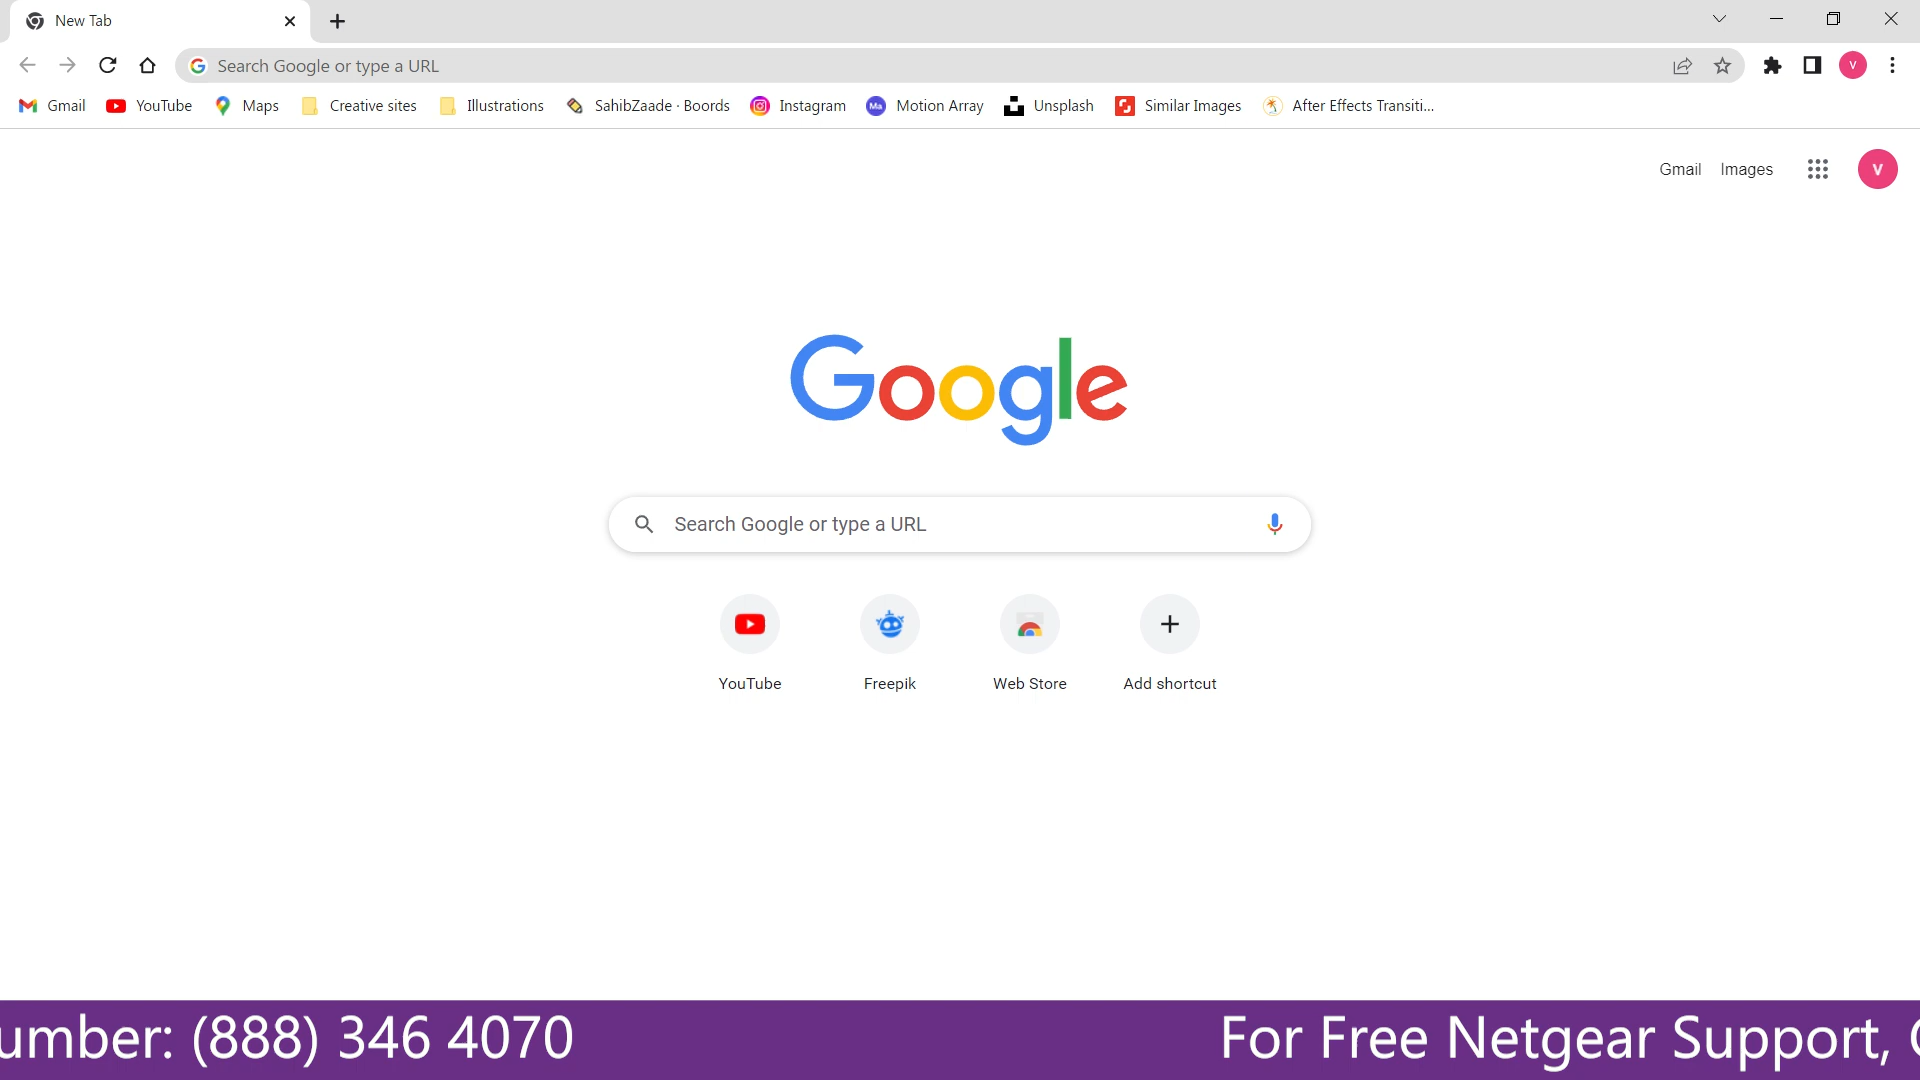 New Tab
Search Google or type a URL
Gmail YouTube Maps Creative sites Illustrations SahibZaade · Boords Instagram Ma Motion Array Unsplash Similar Images After Effects Transiti...
V
Gmail Images V
Google
Search Google or type a URL
YouTube Freepik Web Store Add shortcut
umber: (888) 346 4070 For Free Netgear Support,